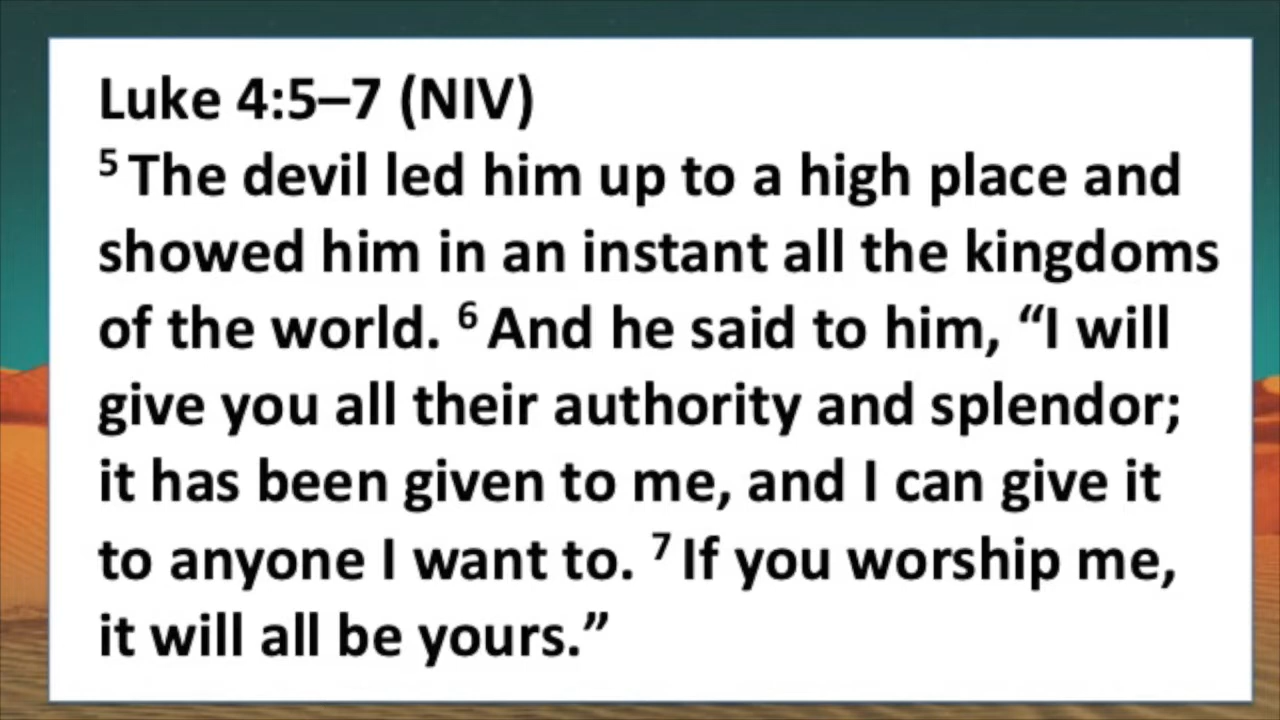 Luke 4:5–7 (NIV)
⁵ The devil led him up to a high place and
showed him in an instant all the kingdoms
of the world. ⁶ And he said to him, “I will
give you all their authority and splendor;
it has been given to me, and I can give it
to anyone I want to. ⁷ If you worship me,
it will all be yours.”